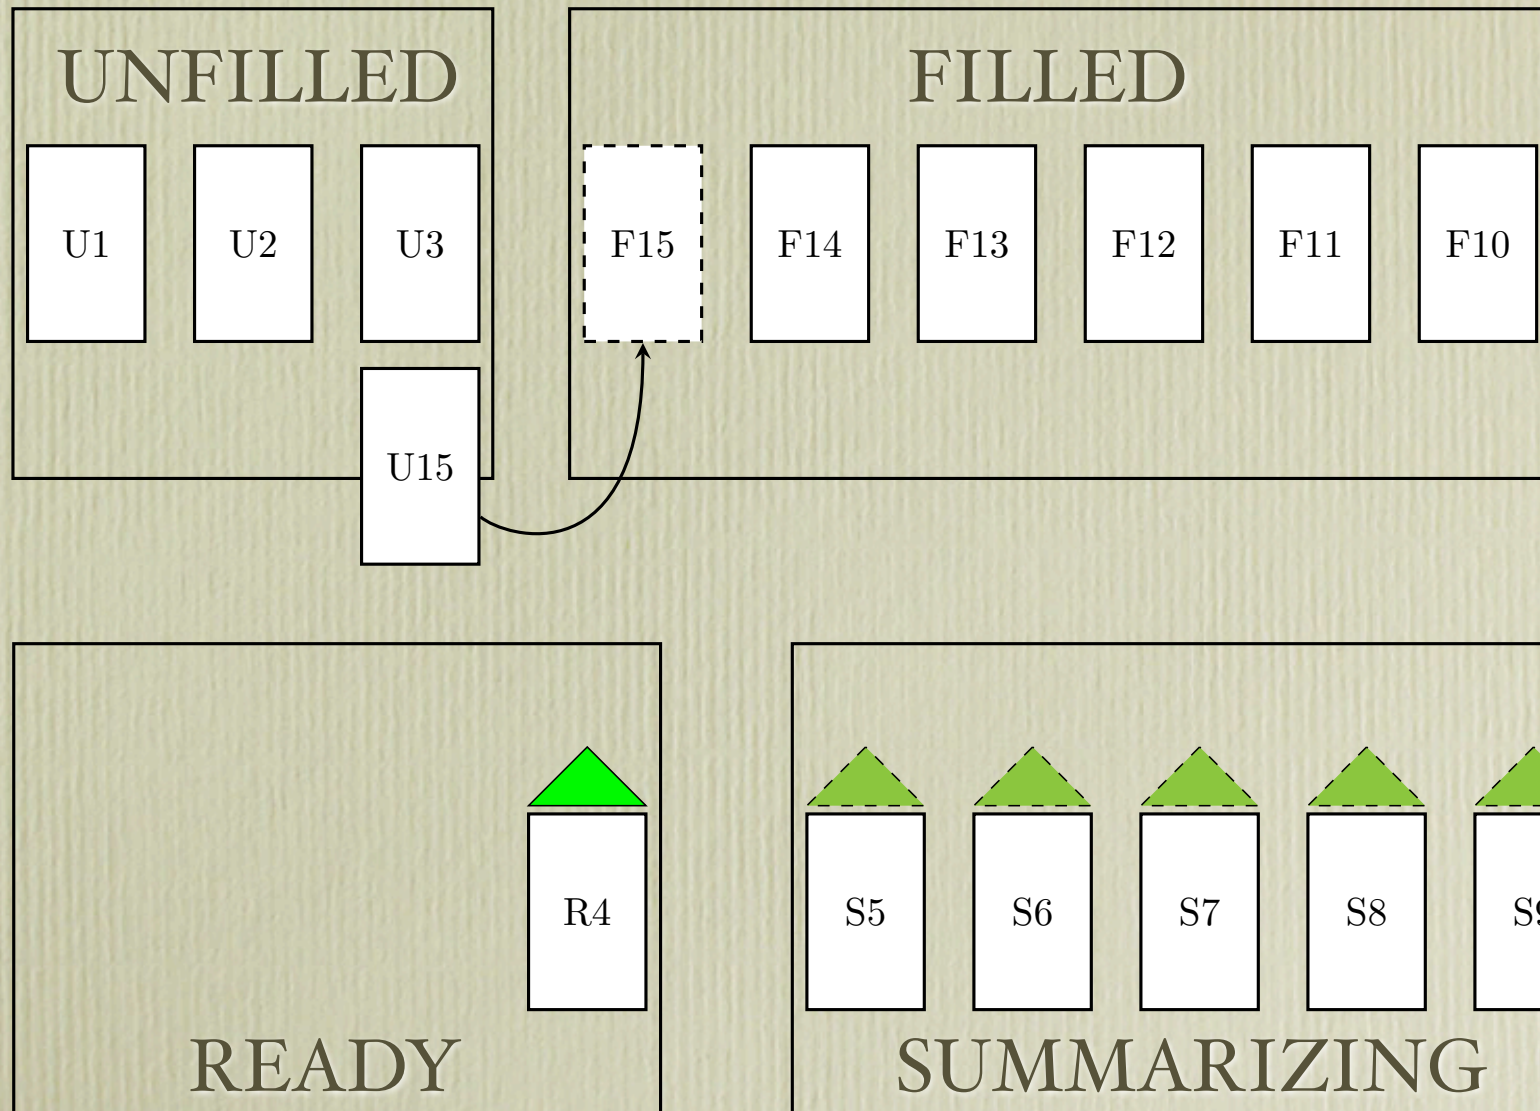 UNFILLED
FILLED
U1 U2 U3 F15 F14 F13 F12 F11 F10
U15
R4 S5 S6 S7 S8
READY
SUMMARIZING